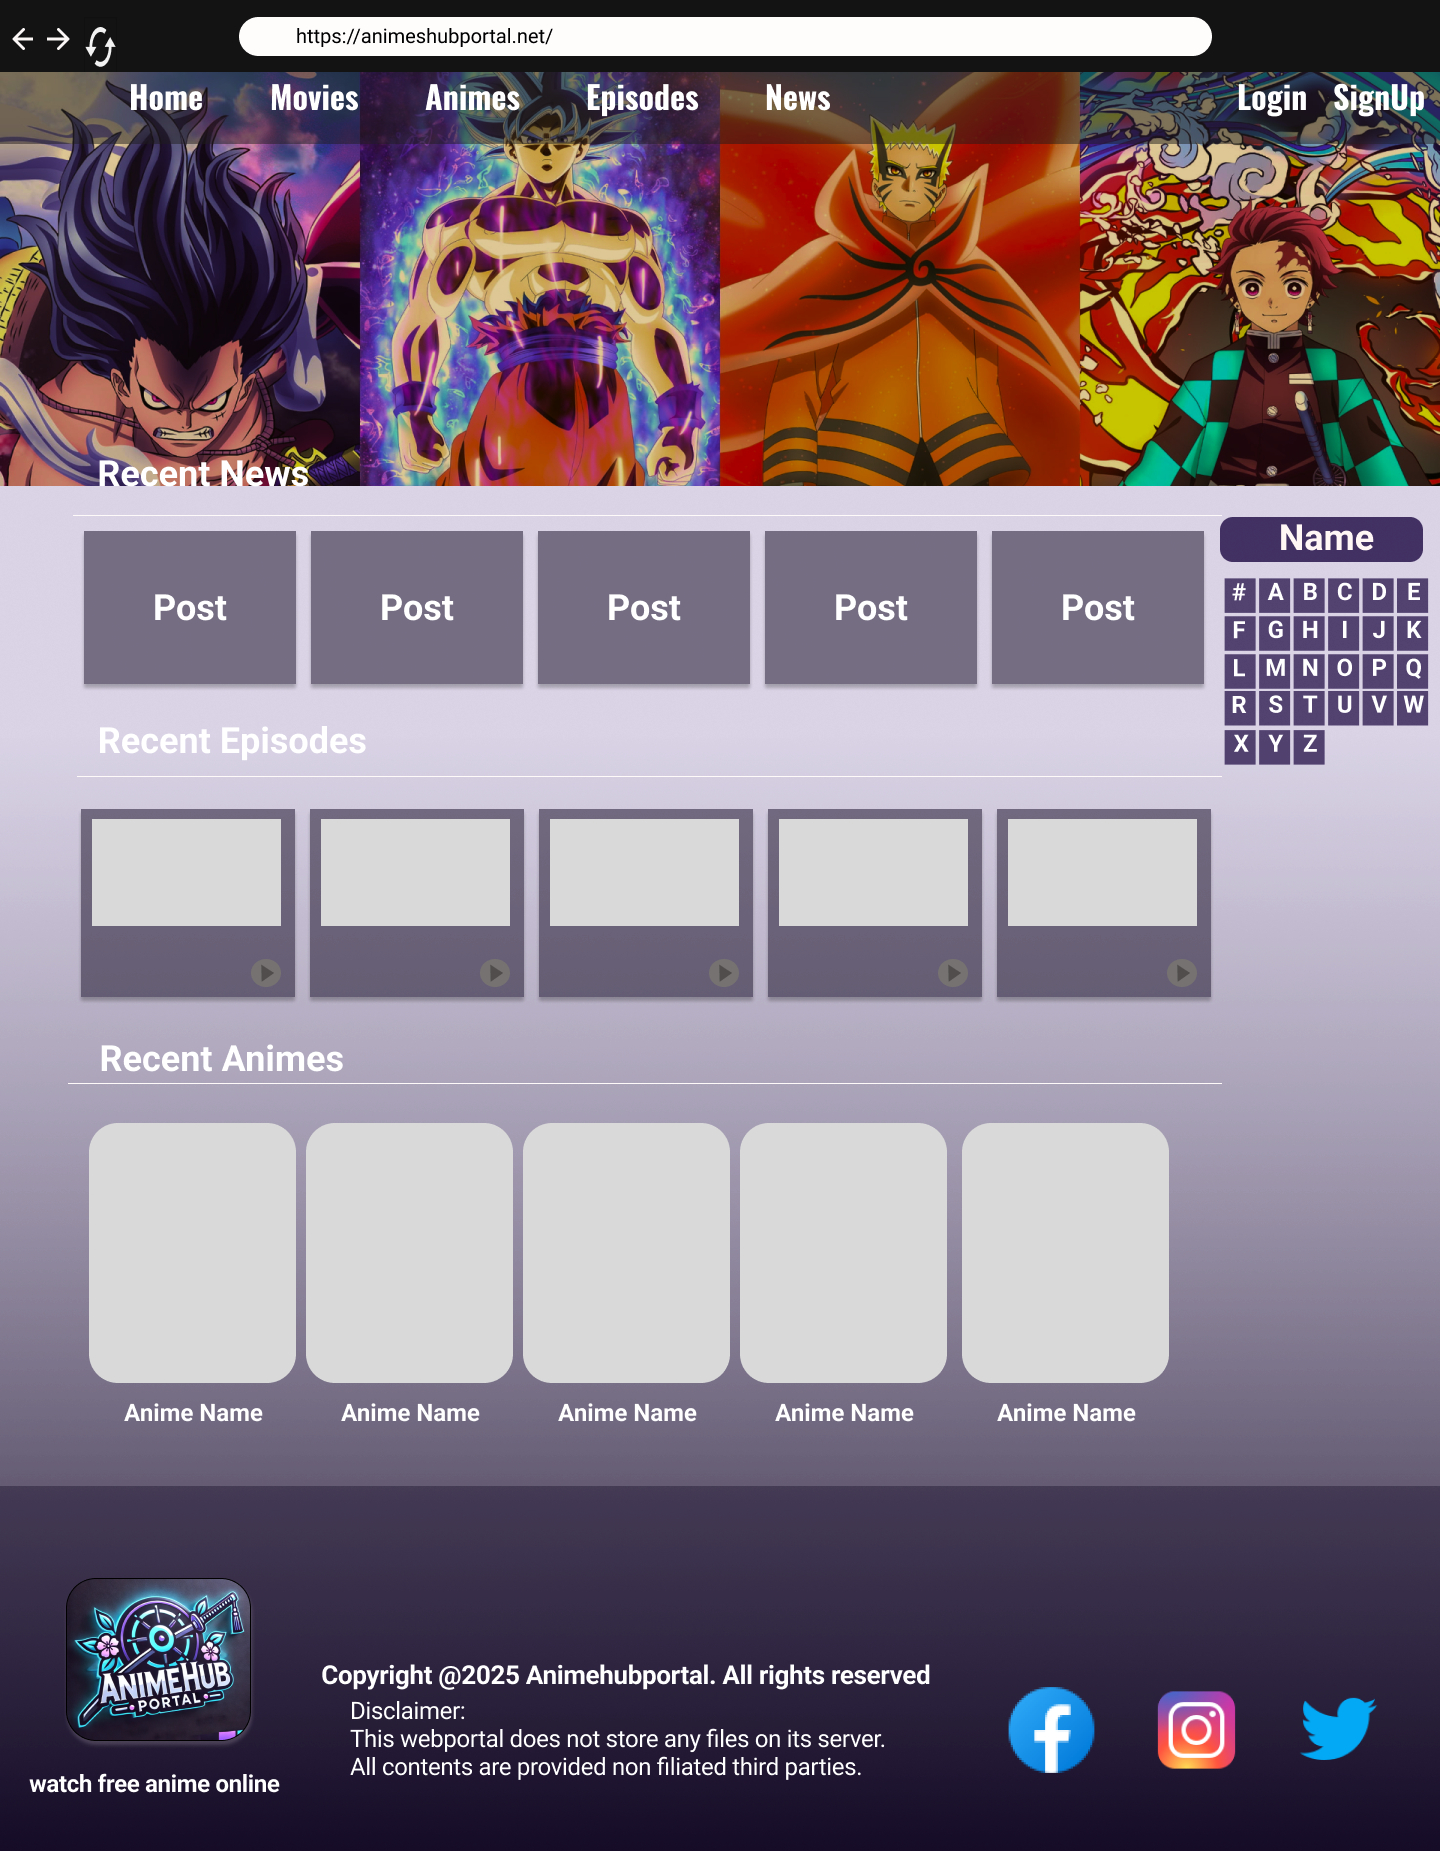 https://animeshubportal.net/
Home Movies Animes Episodes News Login SignUp
Recent News
Name
Post Post Post Post Post
# A B C D E
F G H I J K
L M N O P Q
R S T U V W
X Y Z
Recent Episodes
Recent Animes
Anime Name Anime Name Anime Name Anime Name Anime Name
ANIMEHUB
PORTAL
watch free anime online
Copyright @2025 Animehubportal. All rights reserved
Disclaimer:
This webportal does not store any files on its server.
All contents are provided non filiated third parties.